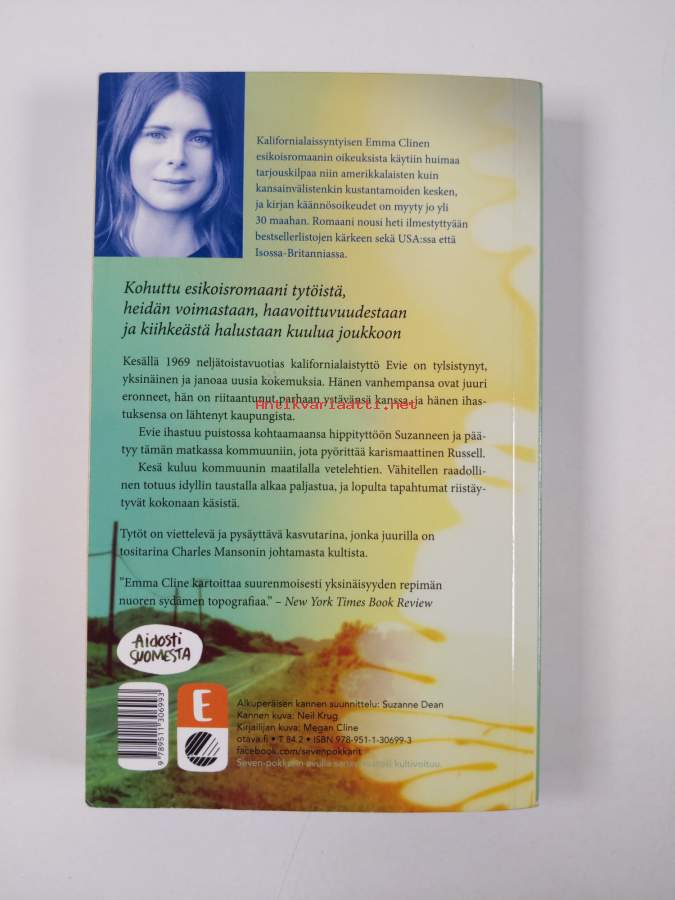 Kalifornialaissyntyisen Emma Clinen
esikoisromaanin oikeuksista käytiin huimaa
tarjouskilpaa niin amerikkalaisten kuin
kansainvälistenkin kustantamoiden kesken,
ja kirjan käännösoikeudet on myyty jo yli
30 maahan. Romaani nousi heti ilmestyttyään
bestsellerlistojen kärkeen sekä USA:ssa että
Isossa-Britanniassa.
Kohuttu esikoisromaani tytöistä,
heidän voimastaan, haavoittuvuudestaan
ja kiihkeästä halustaan kuulua joukkoon
Kesällä 1969 neljätoistavuotias kalifornialaistyttö Evie on tylsistynyt,
yksinäinen ja janoaa uusia kokemuksia. Hänen vanhempansa ovat juuri
eronneet, hän on riitaantunut parhaan ystävänsä kanssa, ja hänen ihas-
Antikvariaatti.net
tuksensa on lähtenyt kaupungista.
Evie ihastuu puistossa kohtaamaansa hippityttöön Suzanneen ja pää-
tyy tämän matkassa kommuuniin, jota pyörittää karismaattinen Russell.
Kesä kuluu kommuunin maatilalla vetelehtien. Vähitellen raadolli-
nen totuus idyllin taustalla alkaa paljastua, ja lopulta tapahtumat riistäy-
tyvät kokonaan käsistä.
Tytöt on viettelevä ja pysäyttävä kasvutarina, jonka juurilla on
tositarina Charles Mansonin johtamasta kultista.
"Emma Cline kartoittaa suurenmoisesti yksinäisyyden repimän
nuoren sydämen topografiaa." – New York Times Book Review
Aidosti
SUOMESTA
E
9 789511 306993
Alkuperäisen kannen suunnittelu: Suzanne Dean
Kannen kuva: Neil Krug
Kirjailijan kuva: Megan Cline
otava.fi • T 84.2 • ISBN 978-951-1-30699-3
facebook.com/sevenpokkarit